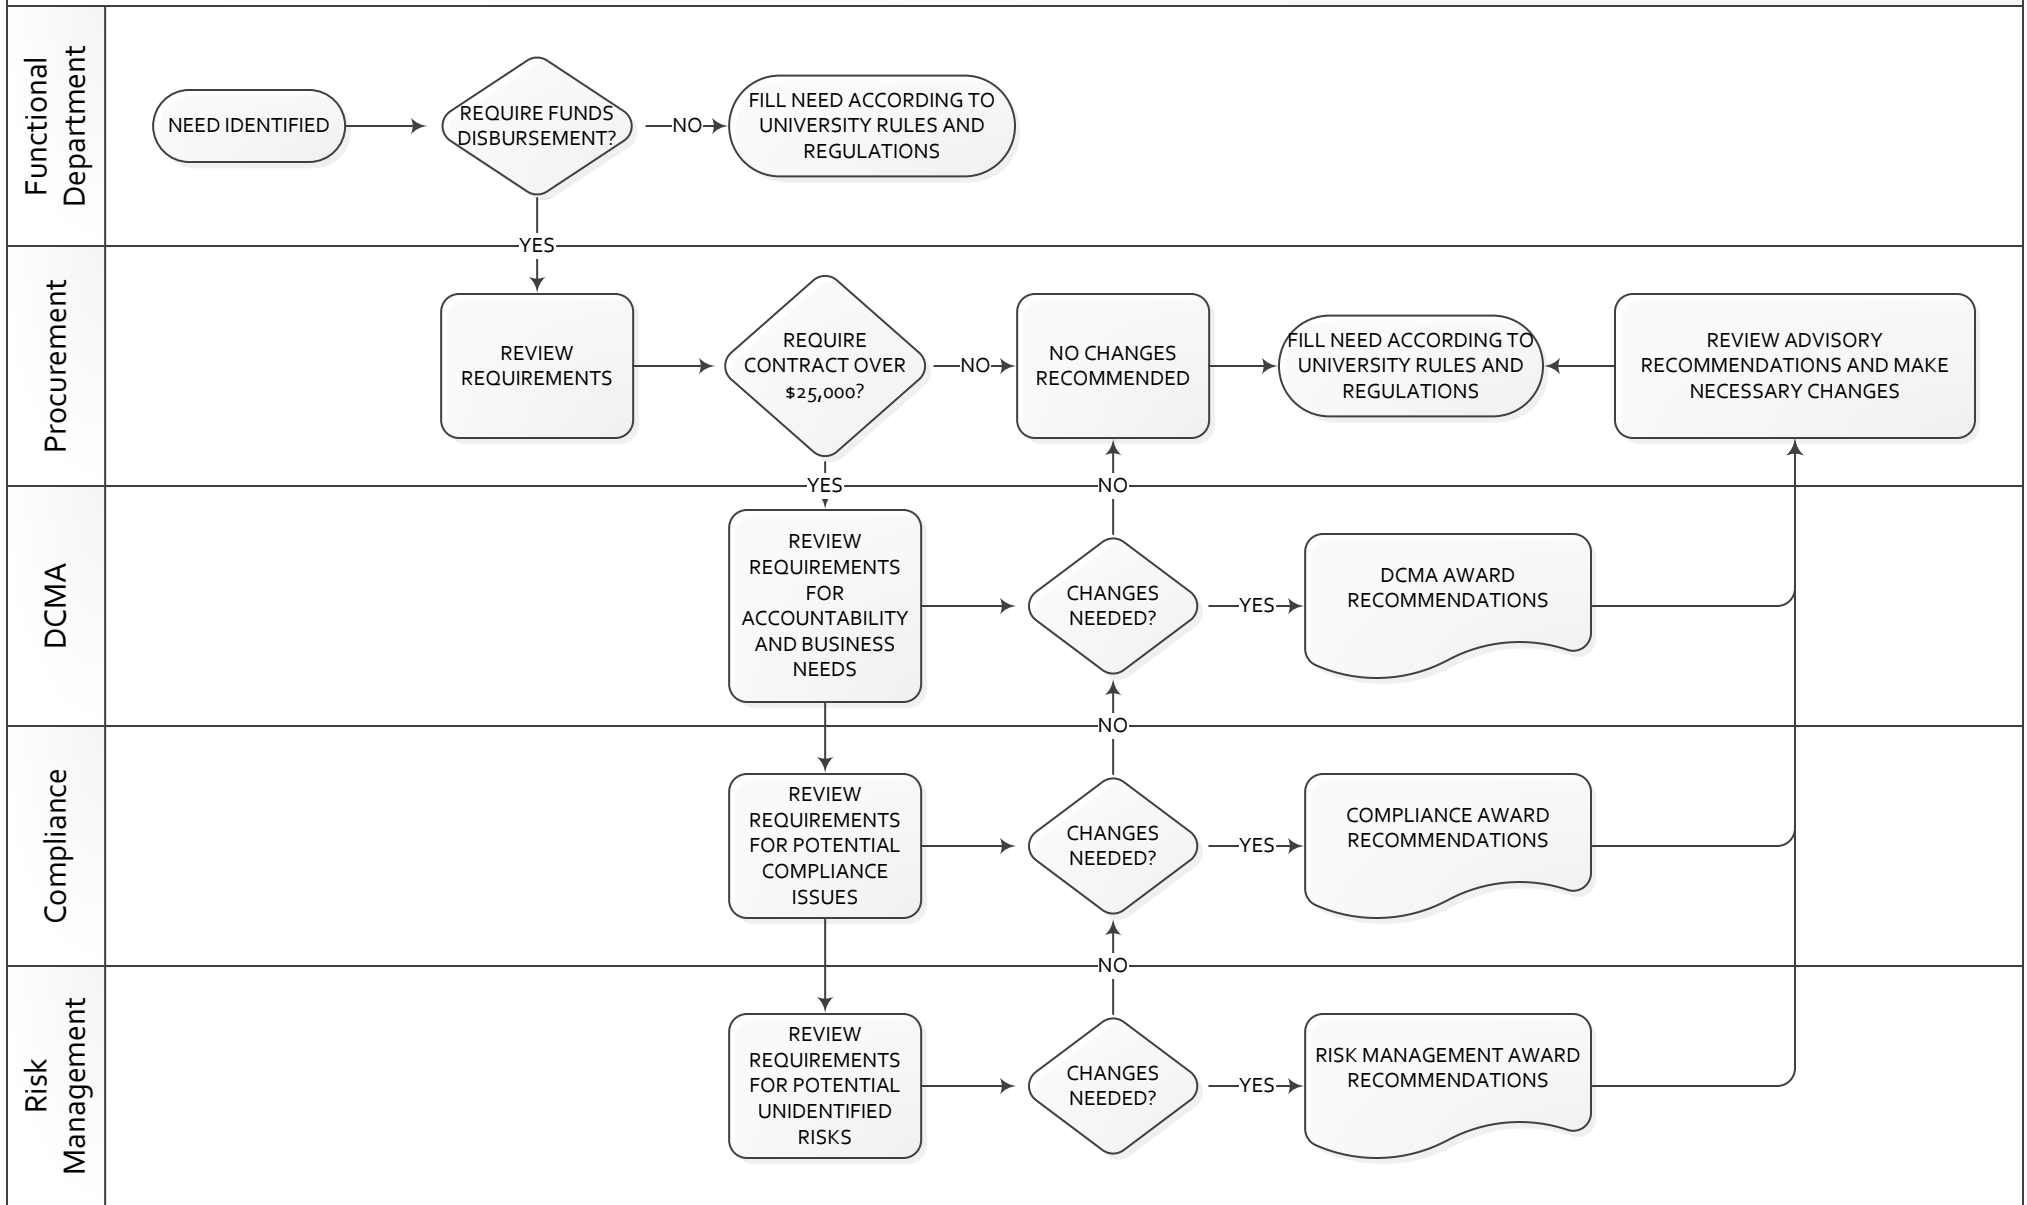 Functional
Department
NEED IDENTIFIED
REQUIRE FUNDS
DISBURSEMENT?
NO
FILL NEED ACCORDING TO
UNIVERSITY RULES AND
REGULATIONS
YES
Procurement
REVIEW
REQUIREMENTS
REQUIRE
CONTRACT OVER
$25,000?
NO
NO CHANGES
RECOMMENDED
FILL NEED ACCORDING TO
UNIVERSITY RULES AND
REGULATIONS
REVIEW ADVISORY
RECOMMENDATIONS AND MAKE
NECESSARY CHANGES
YES
NO
DCMA
REVIEW
REQUIREMENTS
FOR
ACCOUNTABILITY
AND BUSINESS
NEEDS
CHANGES
NEEDED?
YES
DCMA AWARD
RECOMMENDATIONS
NO
Compliance
REVIEW
REQUIREMENTS
FOR POTENTIAL
COMPLIANCE
ISSUES
CHANGES
NEEDED?
YES
COMPLIANCE AWARD
RECOMMENDATIONS
NO
Risk
Management
REVIEW
REQUIREMENTS
FOR POTENTIAL
UNIDENTIFIED
RISKS
CHANGES
NEEDED?
YES
RISK MANAGEMENT AWARD
RECOMMENDATIONS